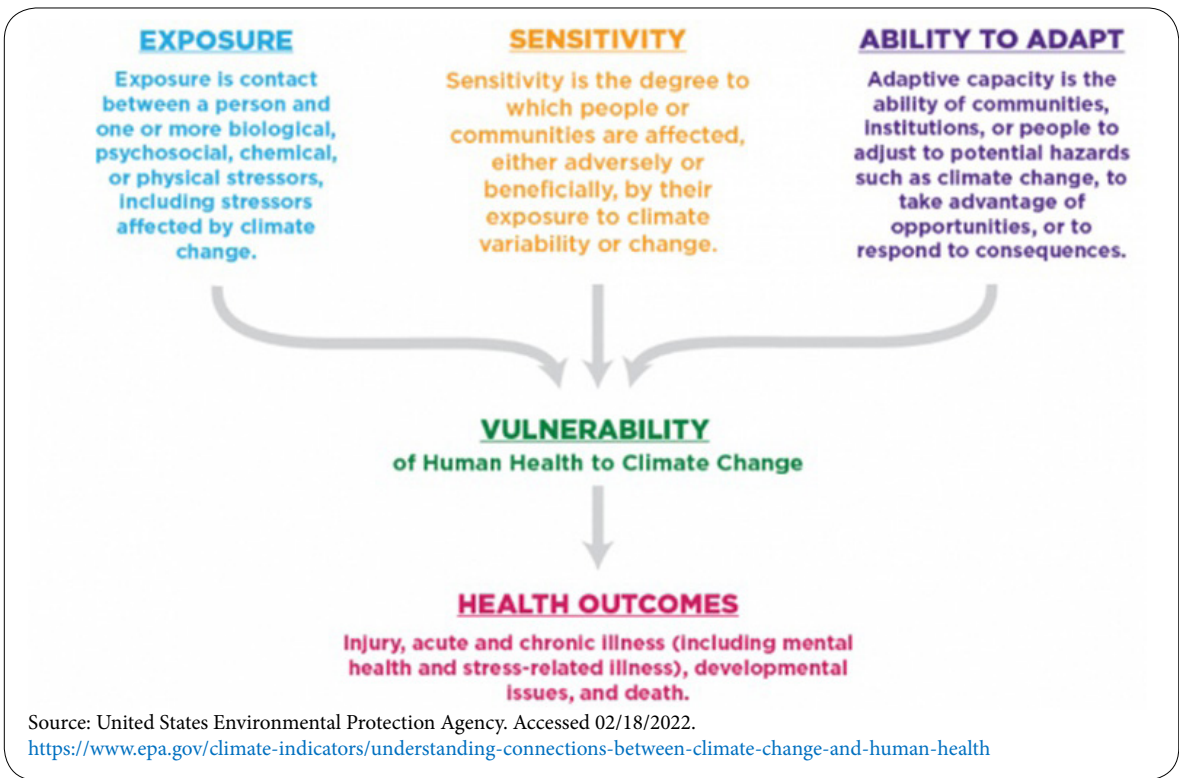 EXPOSURE
Exposure is contact
between a person and
one or more biological,
psychosocial, chemical,
or physical stressors,
including stressors
affected by climate
change.
SENSITIVITY
Sensitivity is the degree to
which people or
communities are affected,
either adversely or
beneficially, by their
exposure to climate
variability or change.
ABILITY TO ADAPT
Adaptive capacity is the
ability of communities,
institutions, or people to
adjust to potential hazards
such as climate change, to
take advantage of
opportunities, or to
respond to consequences.
VULNERABILITY
of Human Health to Climate Change
HEALTH OUTCOMES
Injury, acute and chronic illness (including mental
health and stress-related illness), developmental
issues, and death.
Source: United States Environmental Protection Agency. Accessed 02/18/2022.
https://www.epa.gov/climate-indicators/understanding-connections-between-climate-change-and-human-health